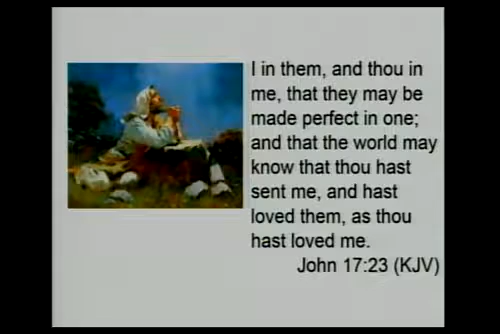 I in them, and thou in
me, that they may be
made perfect in one;
and that the world may
know that thou hast
sent me, and hast
loved them, as thou
hast loved me.
John 17:23 (KJV)